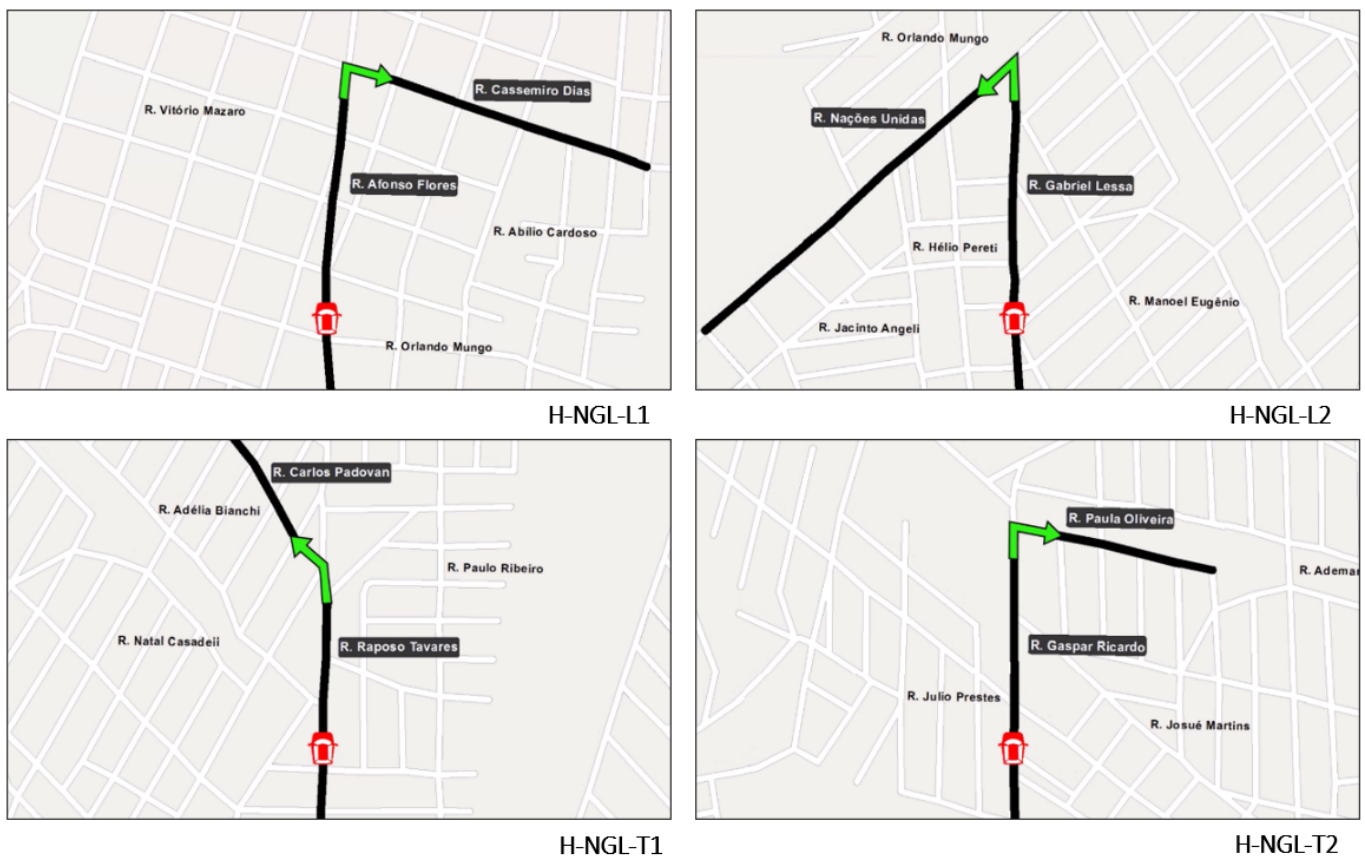 R. Cassemiro Dias
R. Vitório Mazaro
R. Afonso Flores
R. Abílio Cardoso
R. Orlando Mungo
H-NGL-L1
R. Orlando Mungo
R. Nações Unidas
R. Gabriel Lessa
R. Hélio Pereti
R. Manoel Eugênio
R. Jacinto Angeli
H-NGL-L2
R. Carlos Padovan
R. Adélia Bianchi
R. Paulo Ribeiro
R. Natal Casadeii
R. Raposo Tavares
H-NGL-T1
R. Paula Oliveira
R. Ademar
R. Gaspar Ricardo
R. Julio Prestes
R. Josué Martins
H-NGL-T2